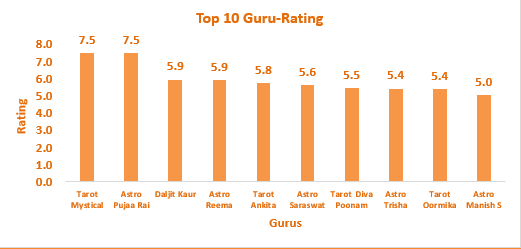 Top 10 Guru-Rating
8.0
7.0
6.0
5.0
4.0
3.0
2.0
1.0
0.0
Rating
7.5 7.5 5.9 5.9 5.8 5.6 5.5 5.4 5.4 5.0
Tarot Astro Daljit Kaur Astro Tarot Astro Tarot Diva Astro Tarot Astro
Mystical Pujaa Rai Reema Ankita Saraswat Poonam Trisha Oormika Manish S
Gurus